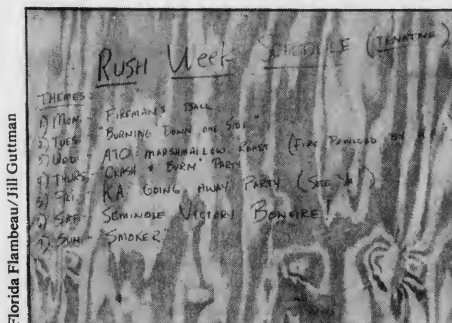 RUSH WEEK SCHEDULE (TENATIVE)
THEMES-
1) MON- FIREMAN'S BALL
2) TUES- "BURNING DOWN ONE SIDE"
3) WED- ATO MARSHMALLOW ROAST (FIRE PROVIDED BY
4) THURS- "CRASH & BURN" PARTY
5) FRI. KA GOING AWAY PARTY (SEE YA!)
6) SAT- SEMINOLE VICTORY BONFIRE!
7) SUN- "SMOKER"
Florida Flambeau/Jill Guttman